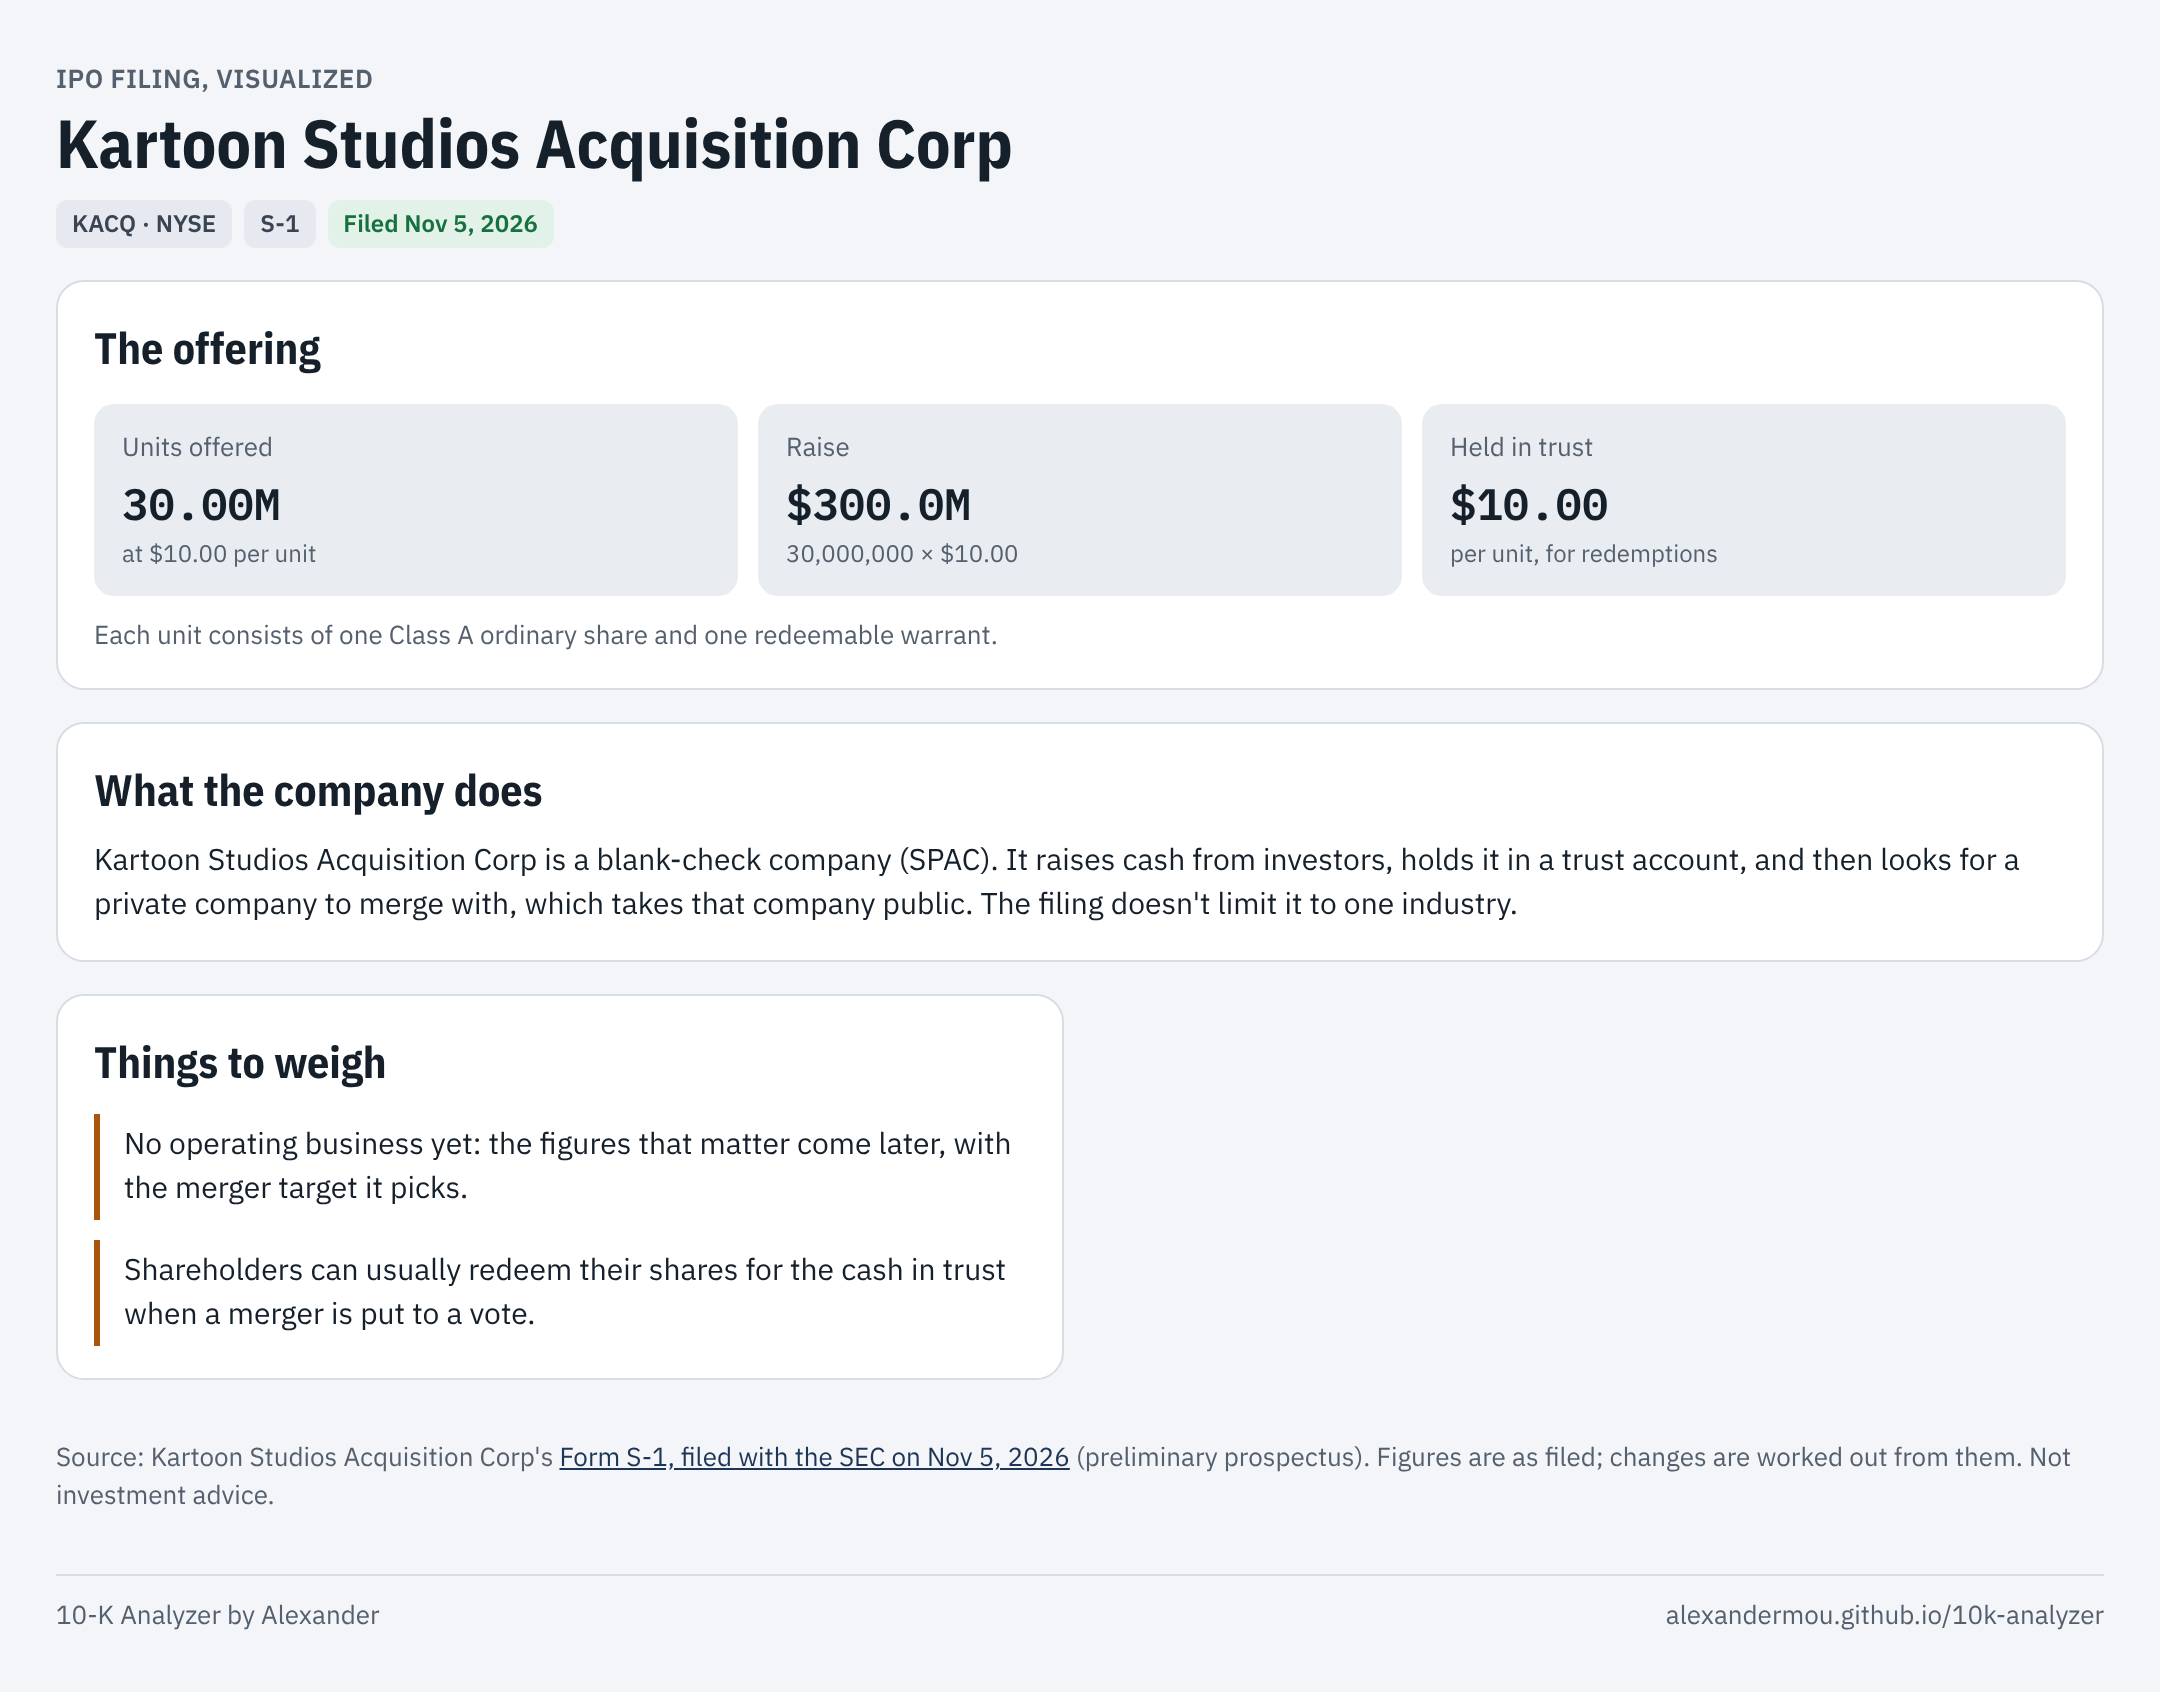 IPO FILING, VISUALIZED
Kartoon Studios Acquisition Corp
KACQ · NYSE S-1 Filed Nov 5, 2026
The offering
Units offered
30.00M
at $10.00 per unit
Raise
$300.0M
30,000,000 × $10.00
Held in trust
$10.00
per unit, for redemptions
Each unit consists of one Class A ordinary share and one redeemable warrant.
What the company does
Kartoon Studios Acquisition Corp is a blank-check company (SPAC). It raises cash from investors, holds it in a trust account, and then looks for a
private company to merge with, which takes that company public. The filing doesn't limit it to one industry.
Things to weigh
No operating business yet: the figures that matter come later, with
the merger target it picks.
Shareholders can usually redeem their shares for the cash in trust
when a merger is put to a vote.
Source: Kartoon Studios Acquisition Corp's Form S-1, filed with the SEC on Nov 5, 2026 (preliminary prospectus). Figures are as filed; changes are worked out from them. Not
investment advice.
10-K Analyzer by Alexander
alexandermou.github.io/10k-analyzer